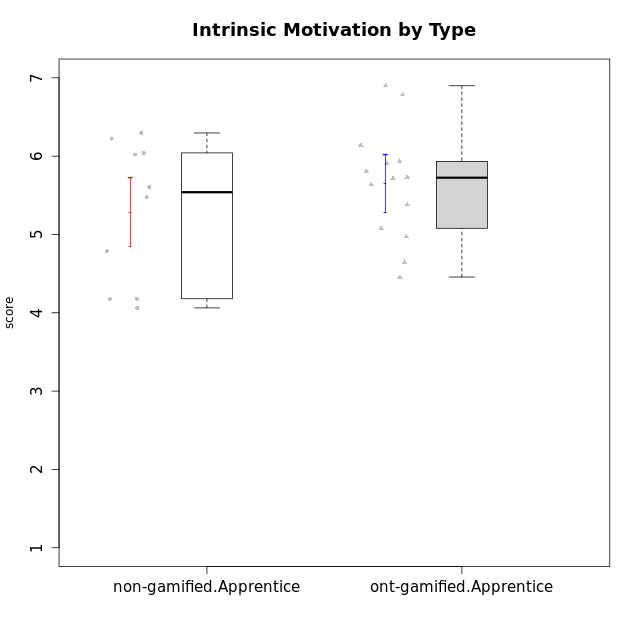 Intrinsic Motivation by Type
7
6
5
4
3
2
1
score
non-gamified.Apprentice
ont-gamified.Apprentice